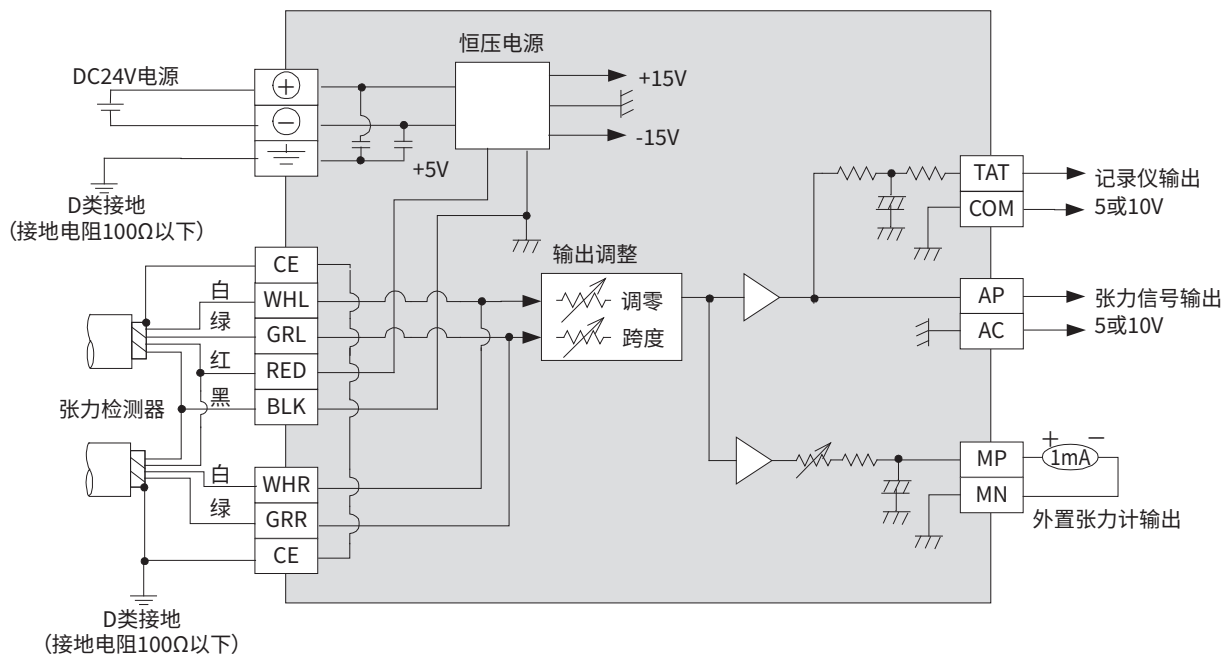 恒压电源
DC24V电源
+
−
+15V
-15V
+5V
D类接地
(接地电阻100Ω以下)
TAT
记录仪输出
COM
5或10V
CE
输出调整
白
WHL
调零
AP
张力信号输出
绿
GRL
跨度
AC
5或10V
红
RED
黑
BLK
张力检测器
MP
+
−
1mA
白
WHR
MN
绿
GRR
外置张力计输出
CE
D类接地
(接地电阻100Ω以下)